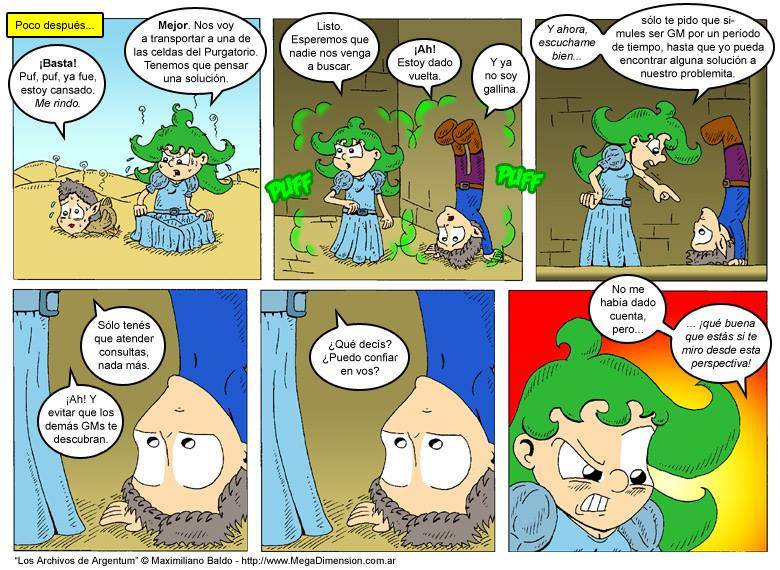 Poco después...
¡Basta!
Puf, puf, ya fue,
estoy cansado.
Me rindo.
Mejor. Nos voy
a transportar a una de
las celdas del Purgatorio.
Tenemos que pensar
una solución.
Listo.
Esperemos que
nadie nos venga
a buscar.
¡Ah!
Estoy dado
vuelta.
Y ya
no soy
gallina.
PUFF
PUFF
Y ahora,
escuchame
bien...
sólo te pido que si-
mules ser GM por un período
de tiempo, hasta que yo pueda
encontrar alguna solución a
nuestro problemita.
Sólo tenés
que atender
consultas,
nada más.
¡Ah! Y
evitar que los
demás GMs te
descubran.
¿Qué decís?
¿Puedo confiar
en vos?
No me
había dado
cuenta,
pero...
... ¡qué buena
que estás si te
miro desde esta
perspectiva!
"Los Archivos de Argentum" © Maximiliano Baldo - http://www.MegaDimension.com.ar